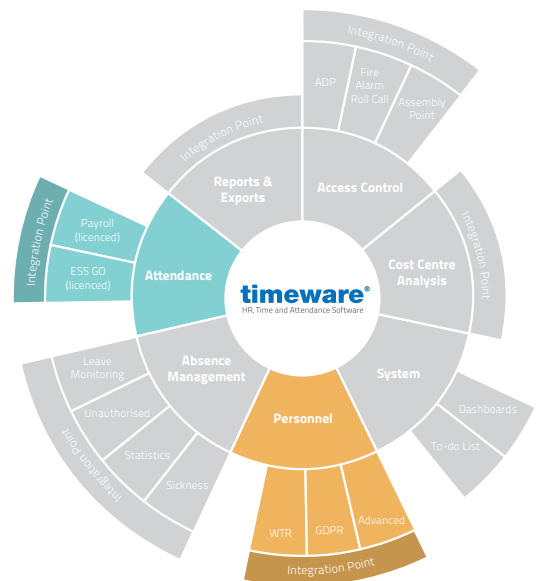 Integration Point
ADP
Fire
Alarm
Roll Call
Assembly
Point
Integration Point
Reports &
Exports
Access Control
Integration Point
Cost Centre
Analysis
Integration Point
Payroll
(licenced)
ESS GO
(licenced)
Attendance
timeware®
HR, Time and Attendance Software
Absence
Management
Leave
Monitoring
Unauthorised
Statistics
Sickness
Integration Point
System
Dashboards
To-do List
Personnel
WTR
GDPR
Advanced
Integration Point